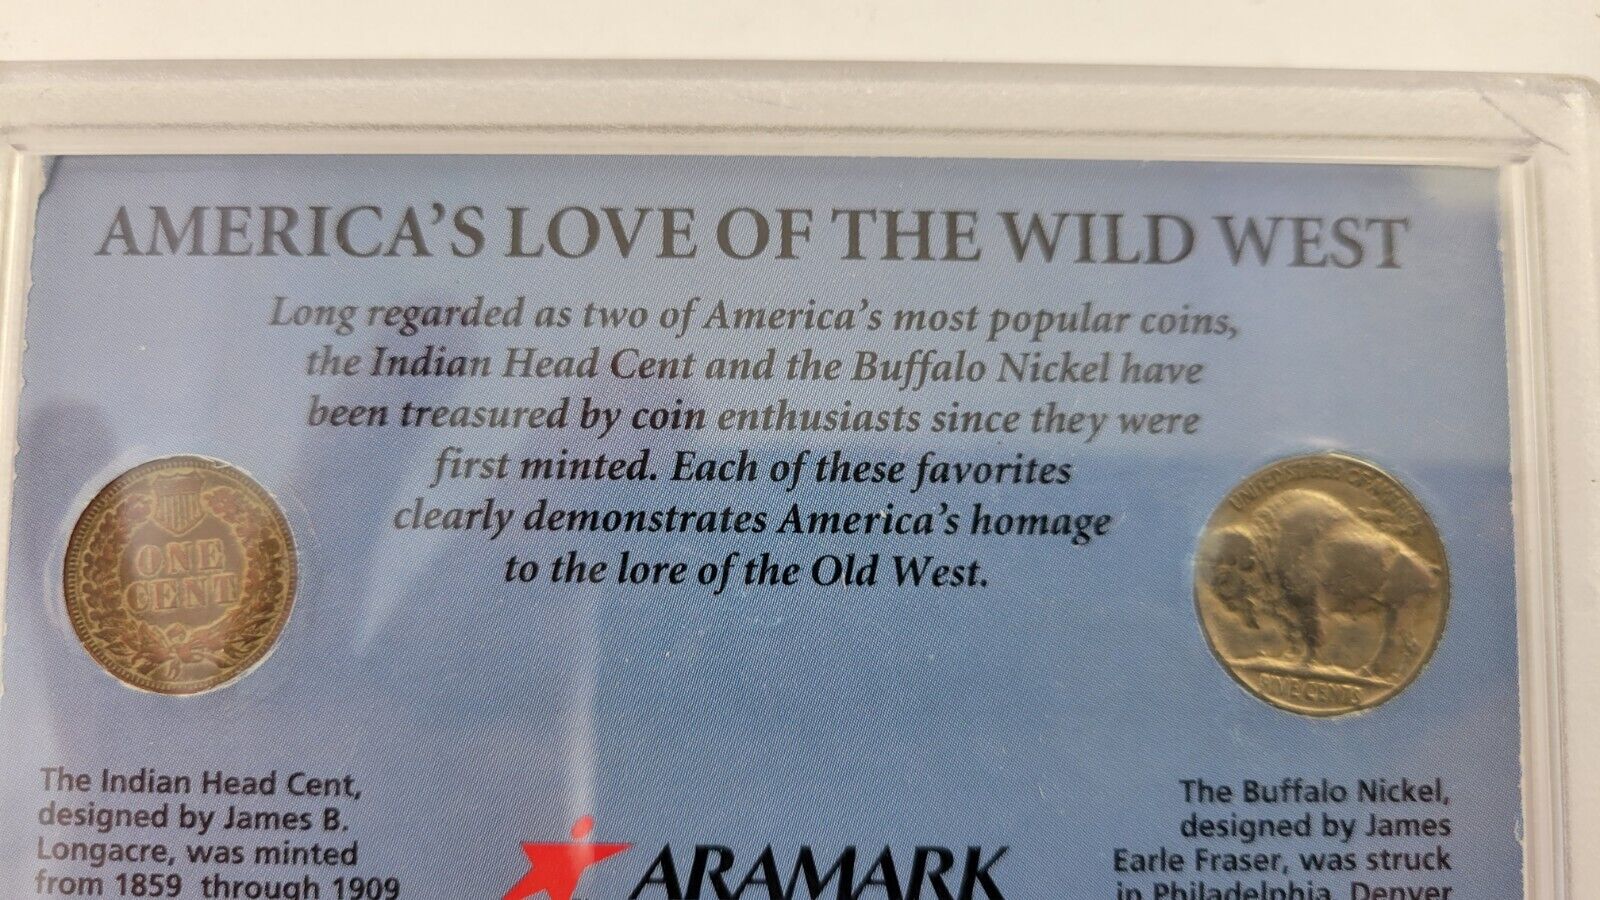 AMERICA'S LOVE OF THE WILD WEST
Long regarded as two of America's most popular coins,
the Indian Head Cent and the Buffalo Nickel have
been treasured by coin enthusiasts since they were
first minted. Each of these favorites
clearly demonstrates America's homage
to the lore of the Old West.
ONE
CENT
UNITED STATES OF AMERICA
FIVE CENTS
The Indian Head Cent,
designed by James B.
Longacre, was minted
from 1859 through 1909
ARAMARK
The Buffalo Nickel,
designed by James
Earle Fraser, was struck
in Philadelphia, Denver